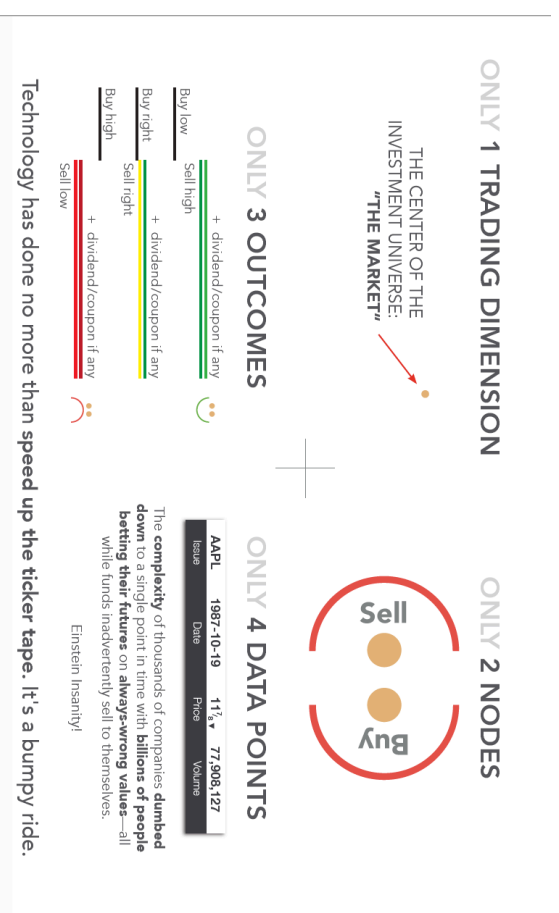 ONLY 1 TRADING DIMENSION
THE CENTER OF THE
INVESTMENT UNIVERSE:
“THE MARKET”
ONLY 2 NODES
Sell
Buy
ONLY 3 OUTCOMES
+ dividend/coupon if any
Buy low
Sell high
+ dividend/coupon if any
Buy right
Sell right
+ dividend/coupon if any
Buy high
Sell low
ONLY 4 DATA POINTS
AAPL 1987-10-19 11⅞▼ 77,908,127
Issue Date Price Volume
The complexity of thousands of companies dumbed
down to a single point in time with billions of people
betting their futures on always-wrong values—all
while funds inadvertently sell to themselves.
Einstein Insanity!
Technology has done no more than speed up the ticker tape. It's a bumpy ride.